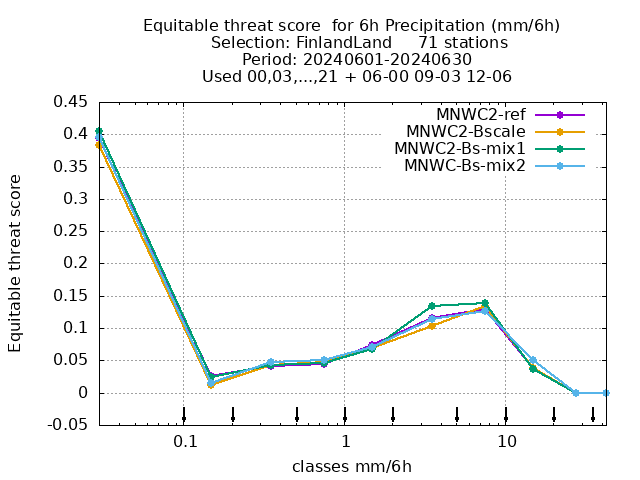 Equitable threat score  for 6h Precipitation (mm/6h)
Selection: FinlandLand     71 stations
Period: 20240601-20240630
Used 00,03,...,21 + 06-00 09-03 12-06
MNWC2-ref
MNWC2-Bscale
MNWC2-Bs-mix1
MNWC-Bs-mix2
Equitable threat score
0.45
0.4
0.35
0.3
0.25
0.2
0.15
0.1
0.05
0
-0.05
0.1
1
10
classes mm/6h